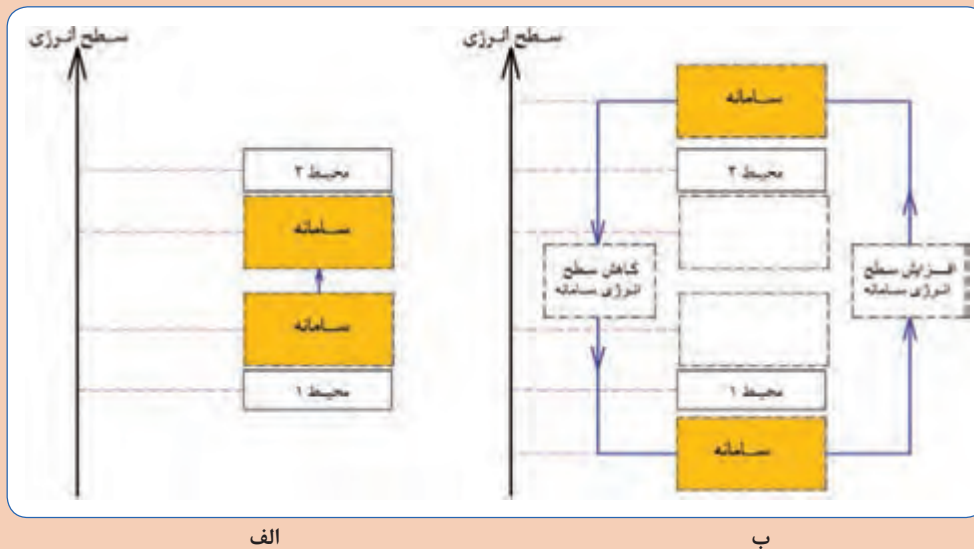 سطح انرژی
محیط ۲
سامانه
سامانه
محیط ۱
الف
سطح انرژی
سامانه
محیط ۲
کاهش سطح
انرژی سامانه
افزایش سطح
انرژی سامانه
محیط ۱
سامانه
ب